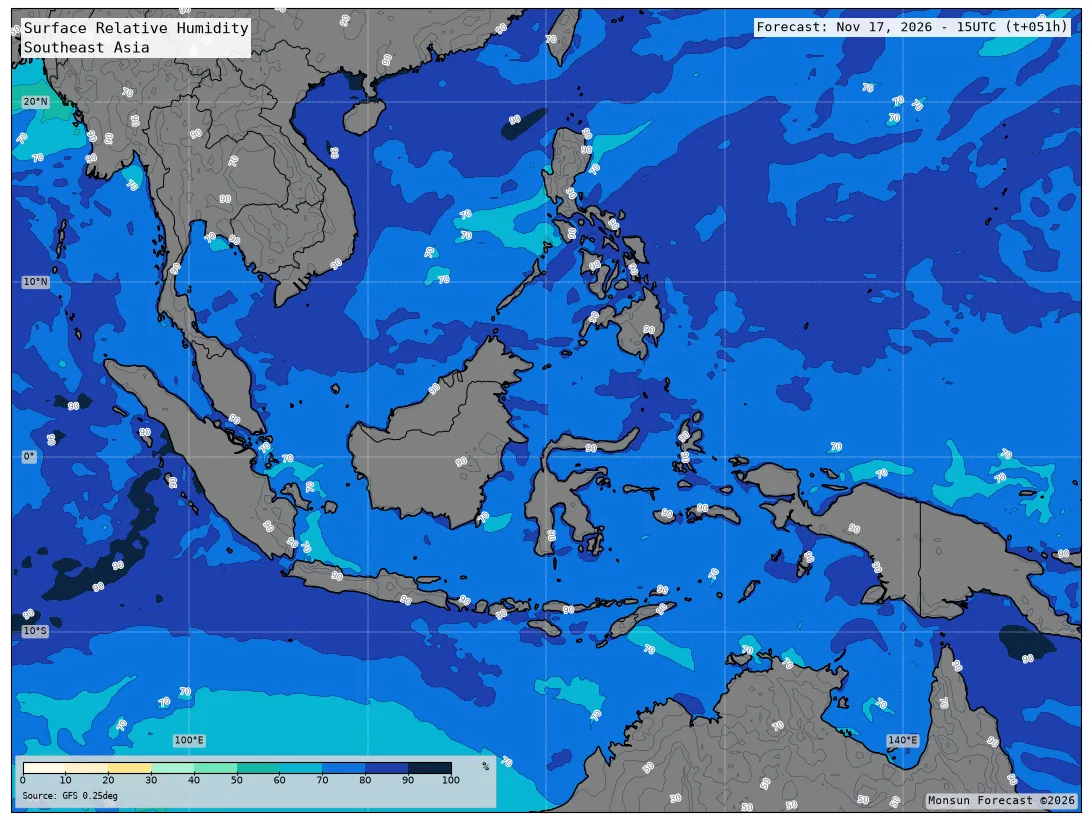 Surface Relative Humidity
Southeast Asia
Forecast: Nov 17, 2026 - 15UTC (t+051h)
20°N
10°N
0°
10°S
100°E
140°E
%
0 10 20 30 40 50 60 70 80 90 100
Source: GFS 0.25deg
Monsun Forecast ©2026